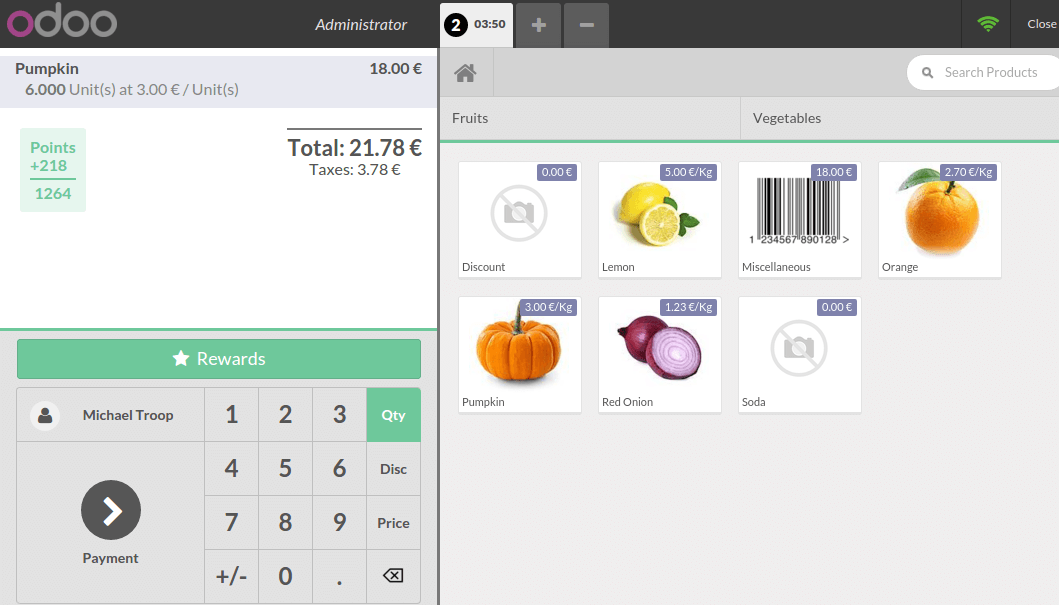 odoo
Administrator
2 03:50
+
-
Close
Pumpkin 18.00 €
6.000 Unit(s) at 3.00 € / Unit(s)
Points
+218
1264
Total: 21.78 €
Taxes: 3.78 €
Rewards
Michael Troop
1 2 3 Qty
4 5 6 Disc
7 8 9 Price
+/- 0 .
Payment
Search Products
Fruits
Vegetables
0.00 €
Discount
5.00 €/Kg
Lemon
18.00 €
1 234567 890128 >
Miscellaneous
2.70 €/Kg
Orange
3.00 €/Kg
Pumpkin
1.23 €/Kg
Red Onion
0.00 €
Soda